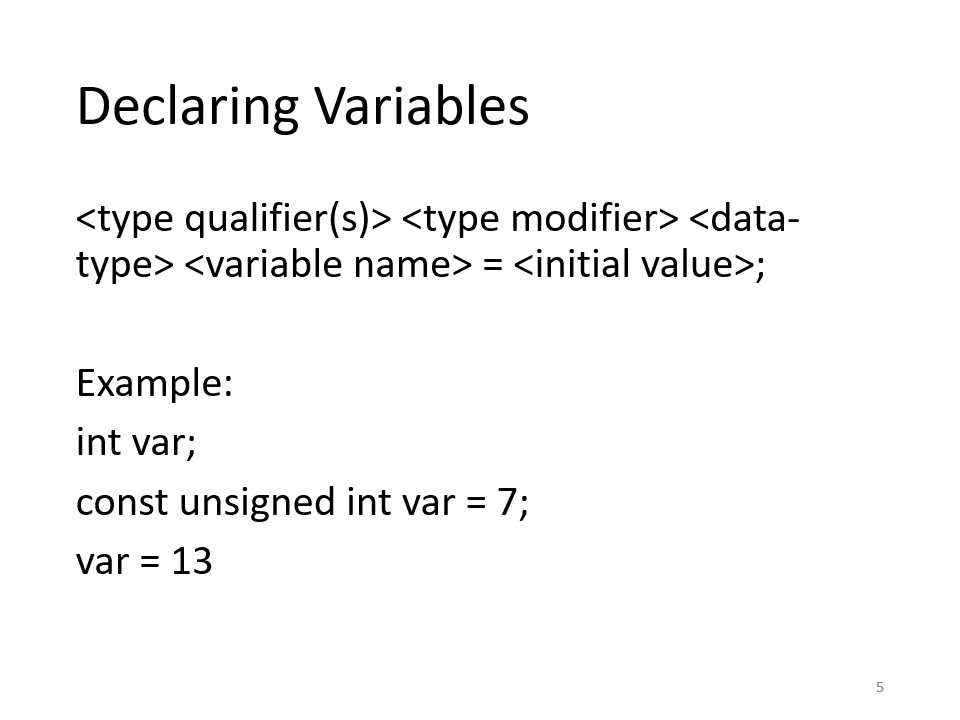 Declaring Variables
<type qualifier(s)> <type modifier> <data-
type> <variable name> = <initial value>;
Example:
int var;
const unsigned int var = 7;
var = 13
5